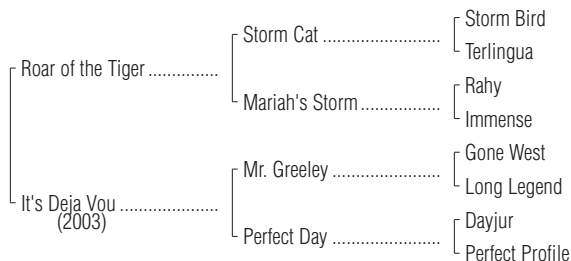 Storm Bird
Storm Cat ........................
Terlingua
Roar of the Tiger ..............
Rahy
Mariah's Storm ................
Immense
Gone West
Mr. Greeley ......................
Long Legend
It's Deja Vou ....................
(2003)
Dayjur
Perfect Day ......................
Perfect Profile